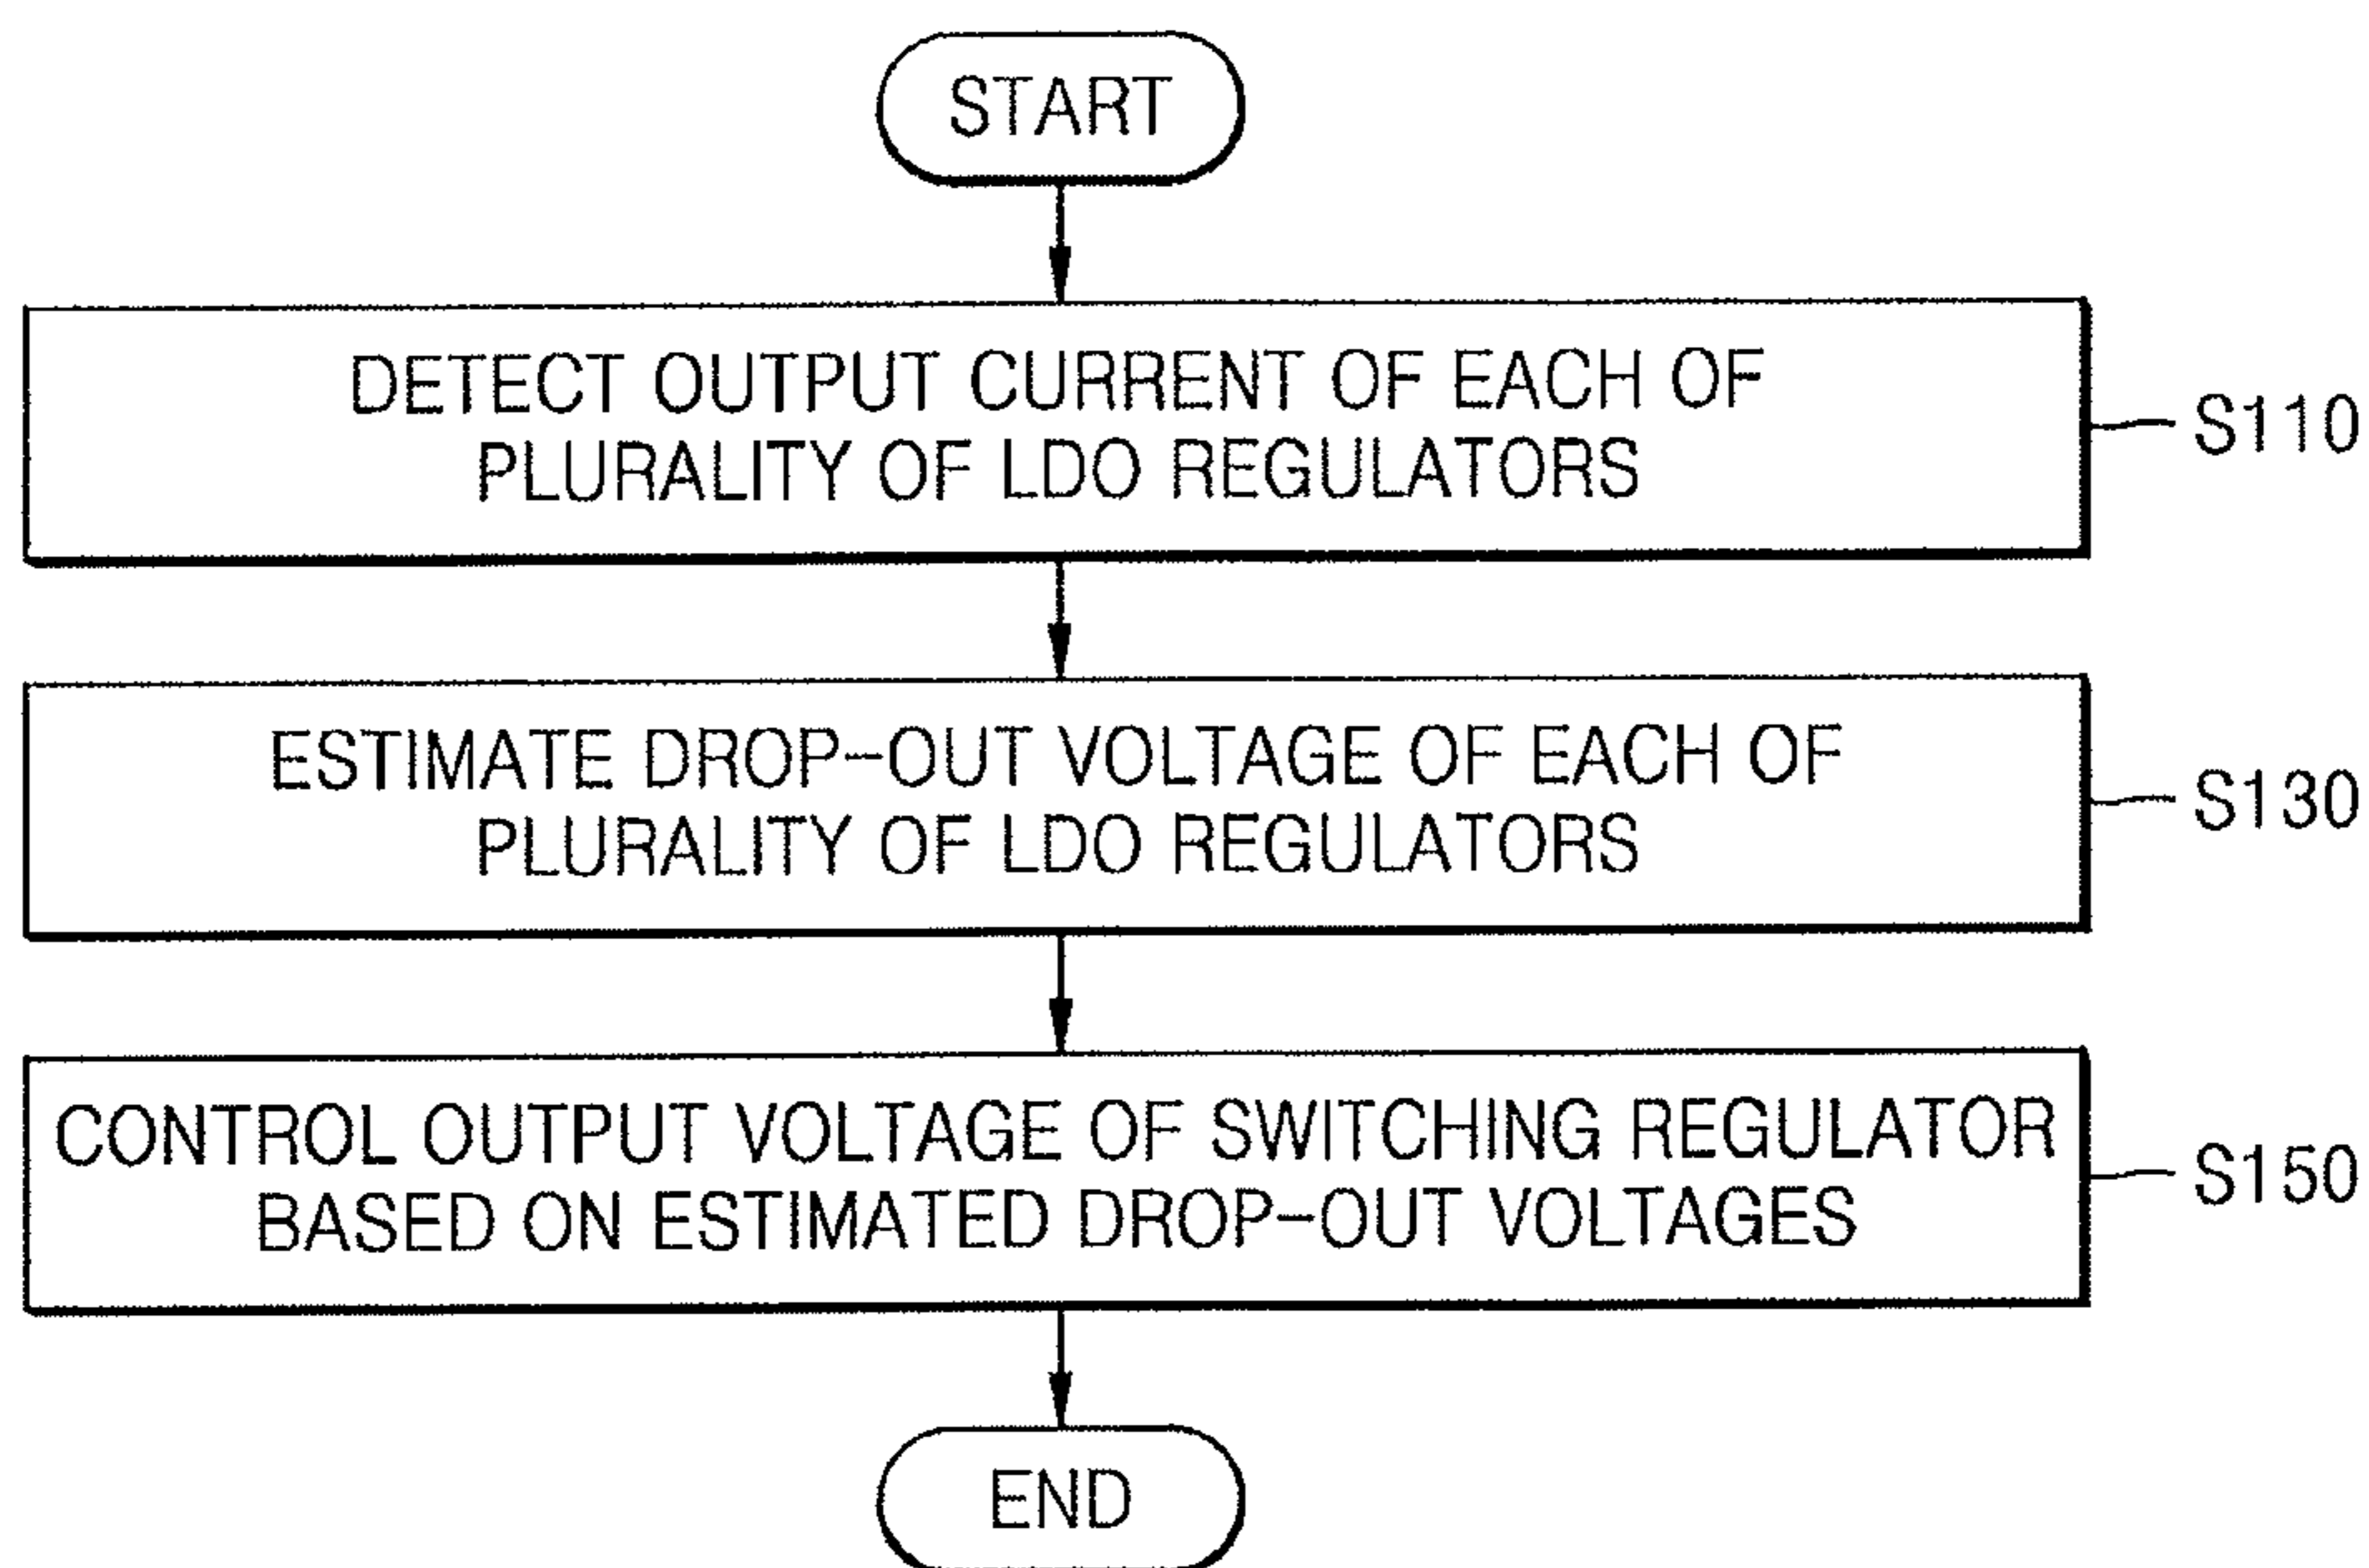 START
DETECT OUTPUT CURRENT OF EACH OF
PLURALITY OF LDO REGULATORS
S110
ESTIMATE DROP-OUT VOLTAGE OF EACH OF
PLURALITY OF LDO REGULATORS
S130
CONTROL OUTPUT VOLTAGE OF SWITCHING REGULATOR
BASED ON ESTIMATED DROP-OUT VOLTAGES
S150
END